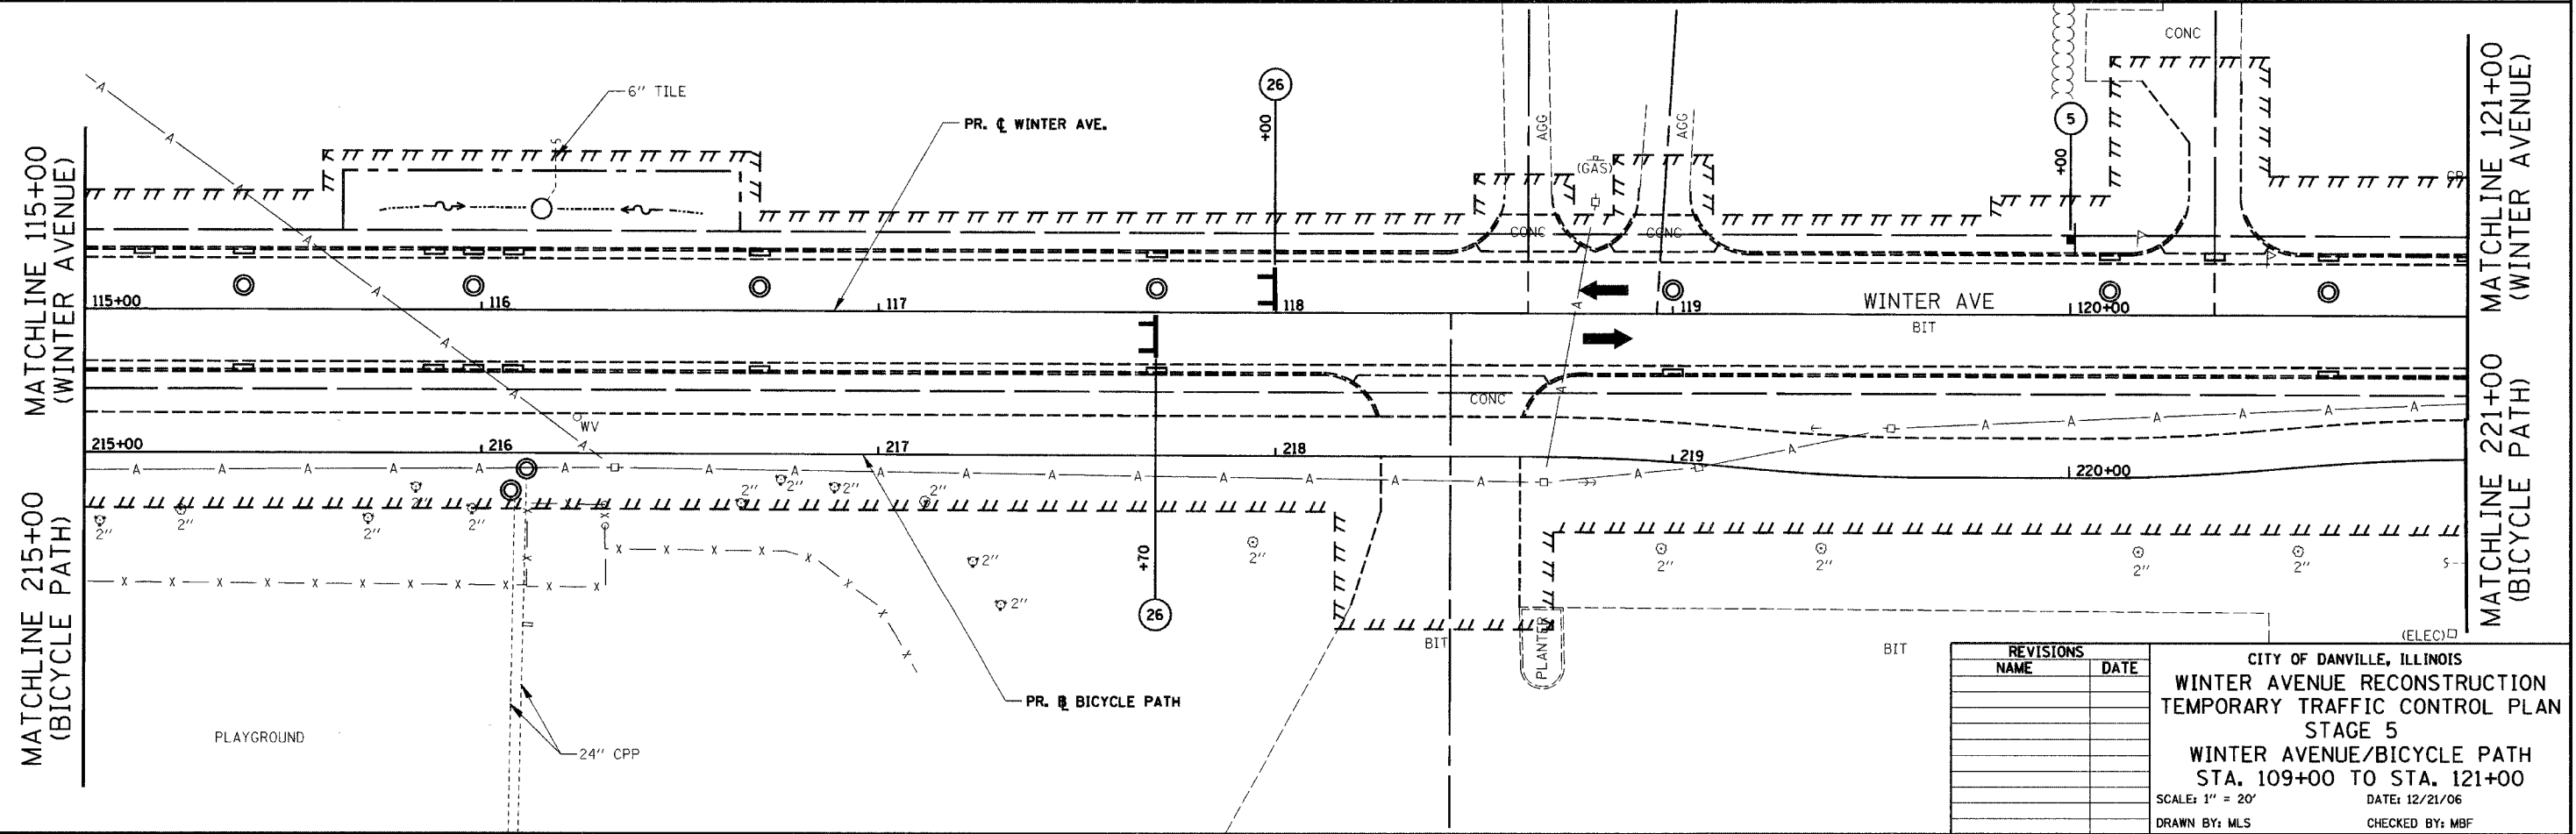 MATCHLINE 115+00
(WINTER AVENUE)
MATCHLINE 215+00
(BICYCLE PATH)
6" TILE
PR. ℄ WINTER AVE.
26
+00
AGG
AGG
(GAS)
CONC
CONC
5
+00
CONC
MATCHLINE 121+00
(WINTER AVENUE)
MATCHLINE 221+00
(BICYCLE PATH)
115+00
116
117
118
119
WINTER AVE
120+00
BIT
CONC
WV
215+00
216
217
218
219
220+00
A A A A A A A A
2" 2" 2" 2" 2" 2" 2" 2" 2" 2" 2" 2" 2" 2" 2"
+70
26
PR. BL BICYCLE PATH
PLAYGROUND
24" CPP
BIT
PLANTER
BIT
(ELEC)
REVISIONS
NAME DATE
CITY OF DANVILLE, ILLINOIS
WINTER AVENUE RECONSTRUCTION
TEMPORARY TRAFFIC CONTROL PLAN
STAGE 5
WINTER AVENUE/BICYCLE PATH
STA. 109+00 TO STA. 121+00
SCALE: 1" = 20' DATE: 12/21/06
DRAWN BY: MLS CHECKED BY: MBF